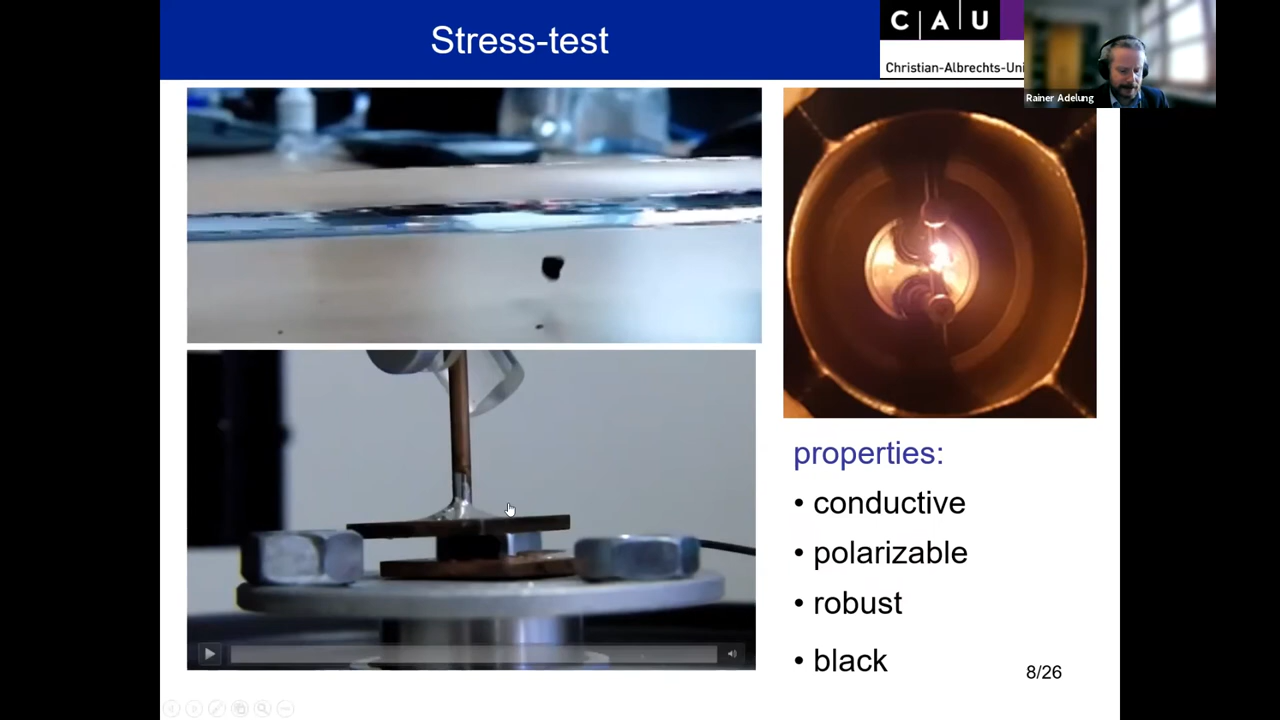 Stress-test
C A U
Christian-Albrechts-Uni
Rainer Adelung
properties:
• conductive
• polarizable
• robust
• black
8/26